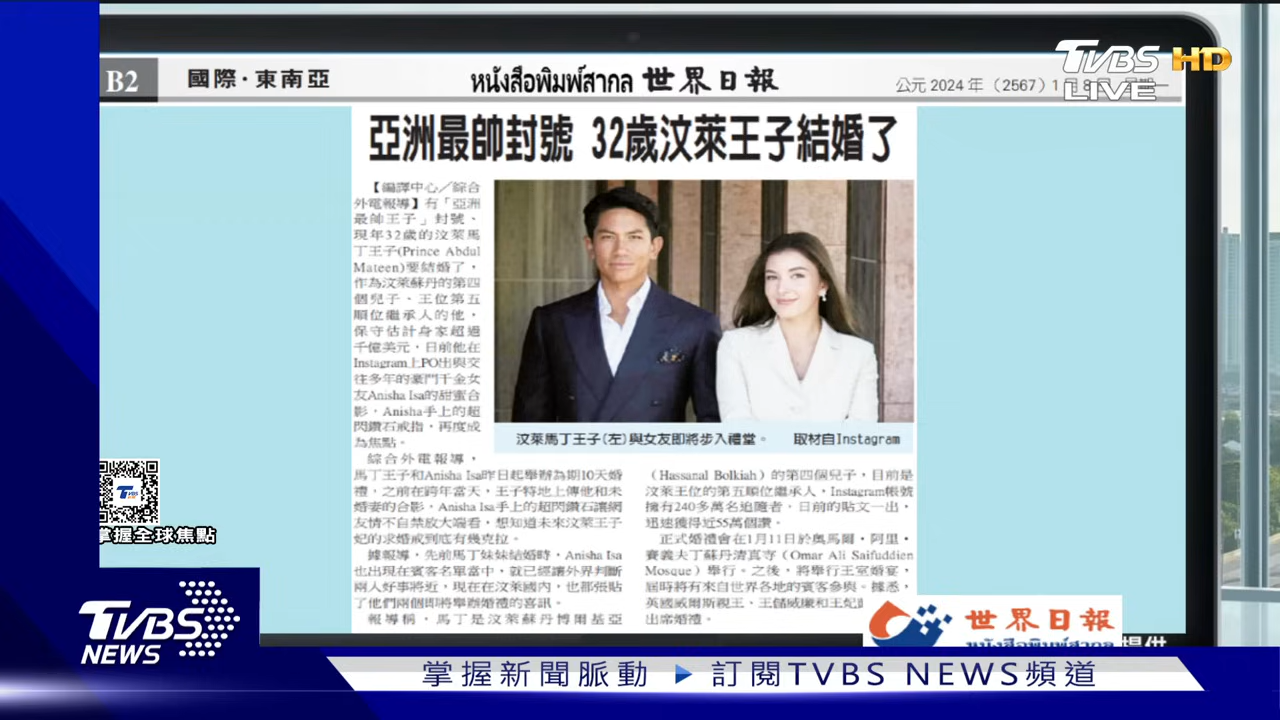 TVBS HD
LIVE
B2
國際・東南亞
หนังสือพิมพ์สากล 世界日報
公元 2024 年 （2567）1月8日
亞洲最帥封號 32歲汶萊王子結婚了
【編譯中心／綜合
外電報導】有「亞洲
最帥王子」封號、
現年32歲的汶萊馬
丁王子(Prince Abdul
Mateen)要結婚了，
作為汶萊蘇丹的第四
個兒子、王位第五
順位繼承人的他，
保守估計身家超過
千億美元，日前他在
Instagram上PO出與交
往多年的豪門千金女
友Anisha Isa的甜蜜合
影，Anisha手上的超
閃鑽石戒指，再度成
為焦點。
綜合外電報導，
馬丁王子和Anisha Isa昨日起舉辦為期10天婚
禮，之前在跨年當天，王子特地上傳他和未
婚妻的合影，Anisha Isa手上的超閃鑽石讓網
友情不自禁放大端看，想知道未來汶萊王子
妃的求婚戒到底有幾克拉。
據報導，先前馬丁妹妹結婚時，Anisha Isa
也出現在賓客名單當中，就已經讓外界判斷
兩人好事將近，現在在汶萊國內，也都張貼
了他們兩個即將舉辦婚禮的喜訊。
報導稱，馬丁是汶萊蘇丹博爾基亞
汶萊馬丁王子(左)與女友即將步入禮堂。 取材自Instagram
（Hassanal Bolkiah）的第四個兒子，目前是
汶萊王位的第五順位繼承人，Instagram帳號
擁有240多萬名追隨者，日前的貼文一出，
迅速獲得近55萬個讚。
正式婚禮會在1月11日於奧馬爾・阿里・
賽義夫丁蘇丹清真寺（Omar Ali Saifuddien
Mosque）舉行。之後，將舉行王室婚宴，
屆時將有來自世界各地的賓客參與。據悉，
英國威爾斯親王、王儲威廉和王妃
出席婚禮。
掌握全球焦點
世界日報
หนังสือพิมพ์สากล 提供
TVBS
NEWS
掌握新聞脈動 ▶ 訂閱TVBS NEWS頻道